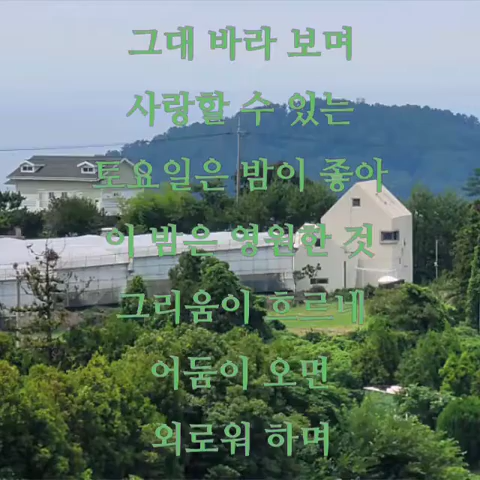 그대 바라 보며
사랑할 수 있는
토요일은 밤이 좋아
이 밤은 영원한 것
그리움이 흐르네
어둠이 오면
외로워 하며